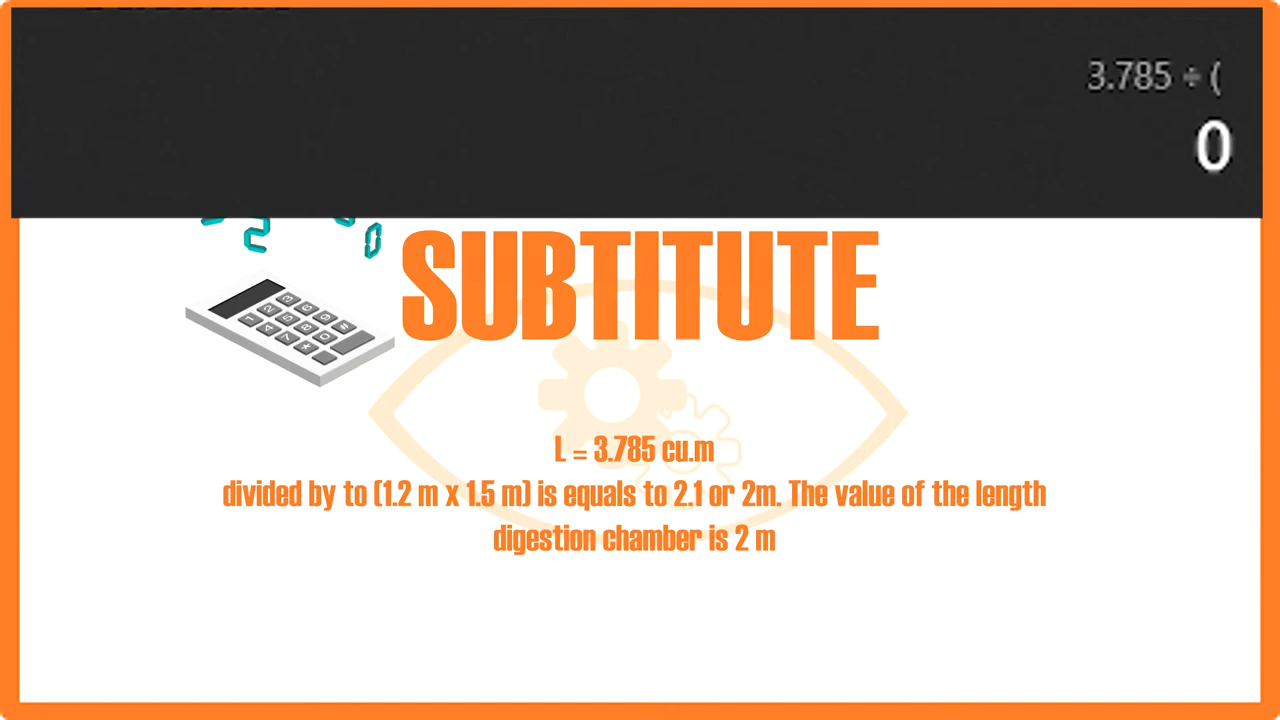 3.785 ÷ (
0
SUBTITUTE
L = 3.785 cu.m
divided by to (1.2 m x 1.5 m) is equals to 2.1 or 2m. The value of the length
digestion chamber is 2 m